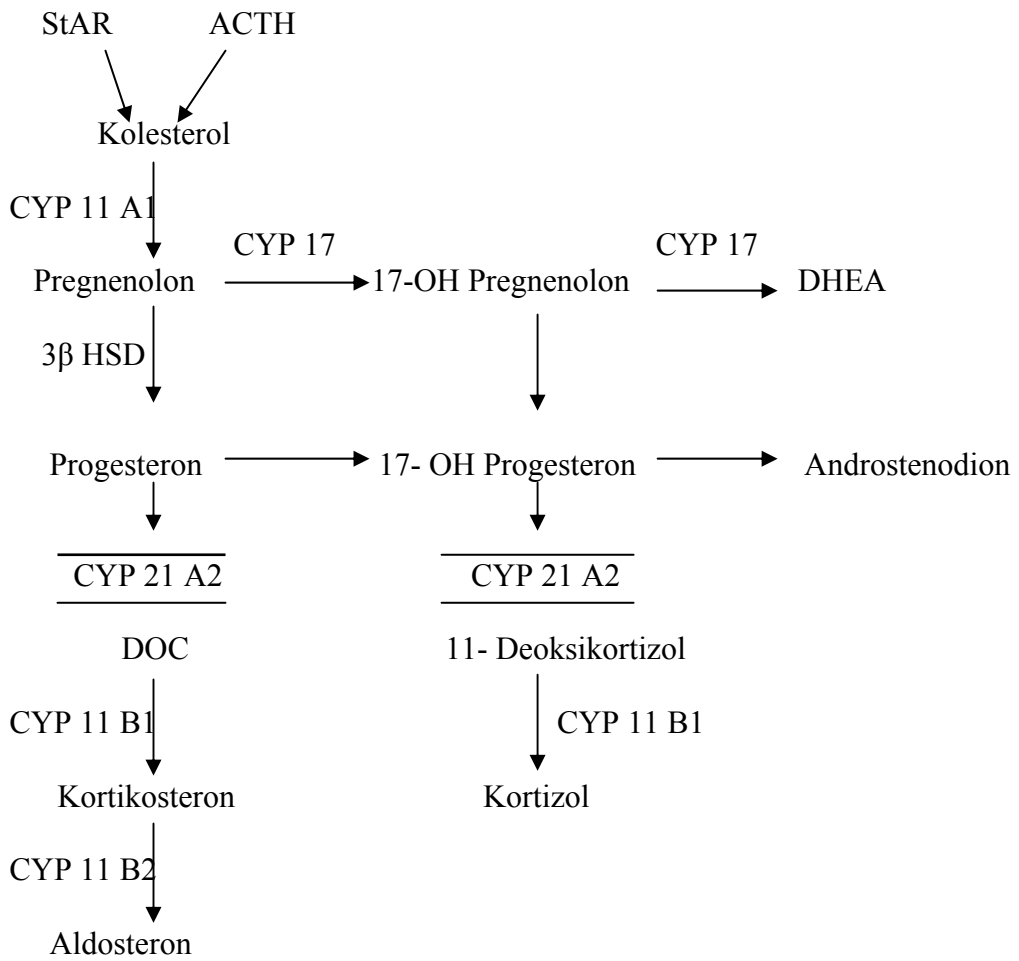 StAR ACTH
Kolesterol
CYP 11 A1
CYP 17 CYP 17
Pregnenolon 17-OH Pregnenolon DHEA
3β HSD
Progesteron 17- OH Progesteron Androstenodion
CYP 21 A2 CYP 21 A2
DOC 11- Deoksikortizol
CYP 11 B1 CYP 11 B1
Kortikosteron Kortizol
CYP 11 B2
Aldosteron